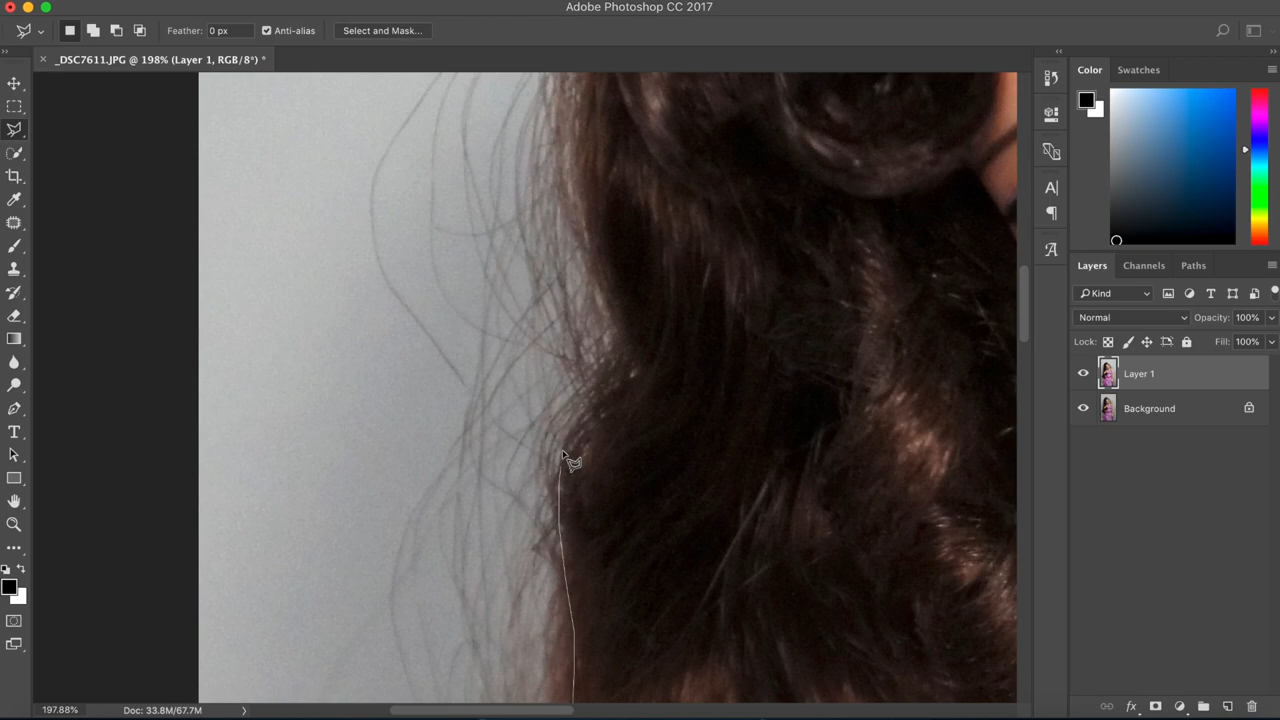 Adobe Photoshop CC 2017
Feather: 0 px Anti-alias Select and Mask...
_DSC7611.JPG @ 198% (Layer 1, RGB/8*) *
Color Swatches
Layers Channels Paths
Kind
Normal Opacity: 100%
Lock: Fill: 100%
Layer 1
Background
197.88% Doc: 33.8M/67.7M